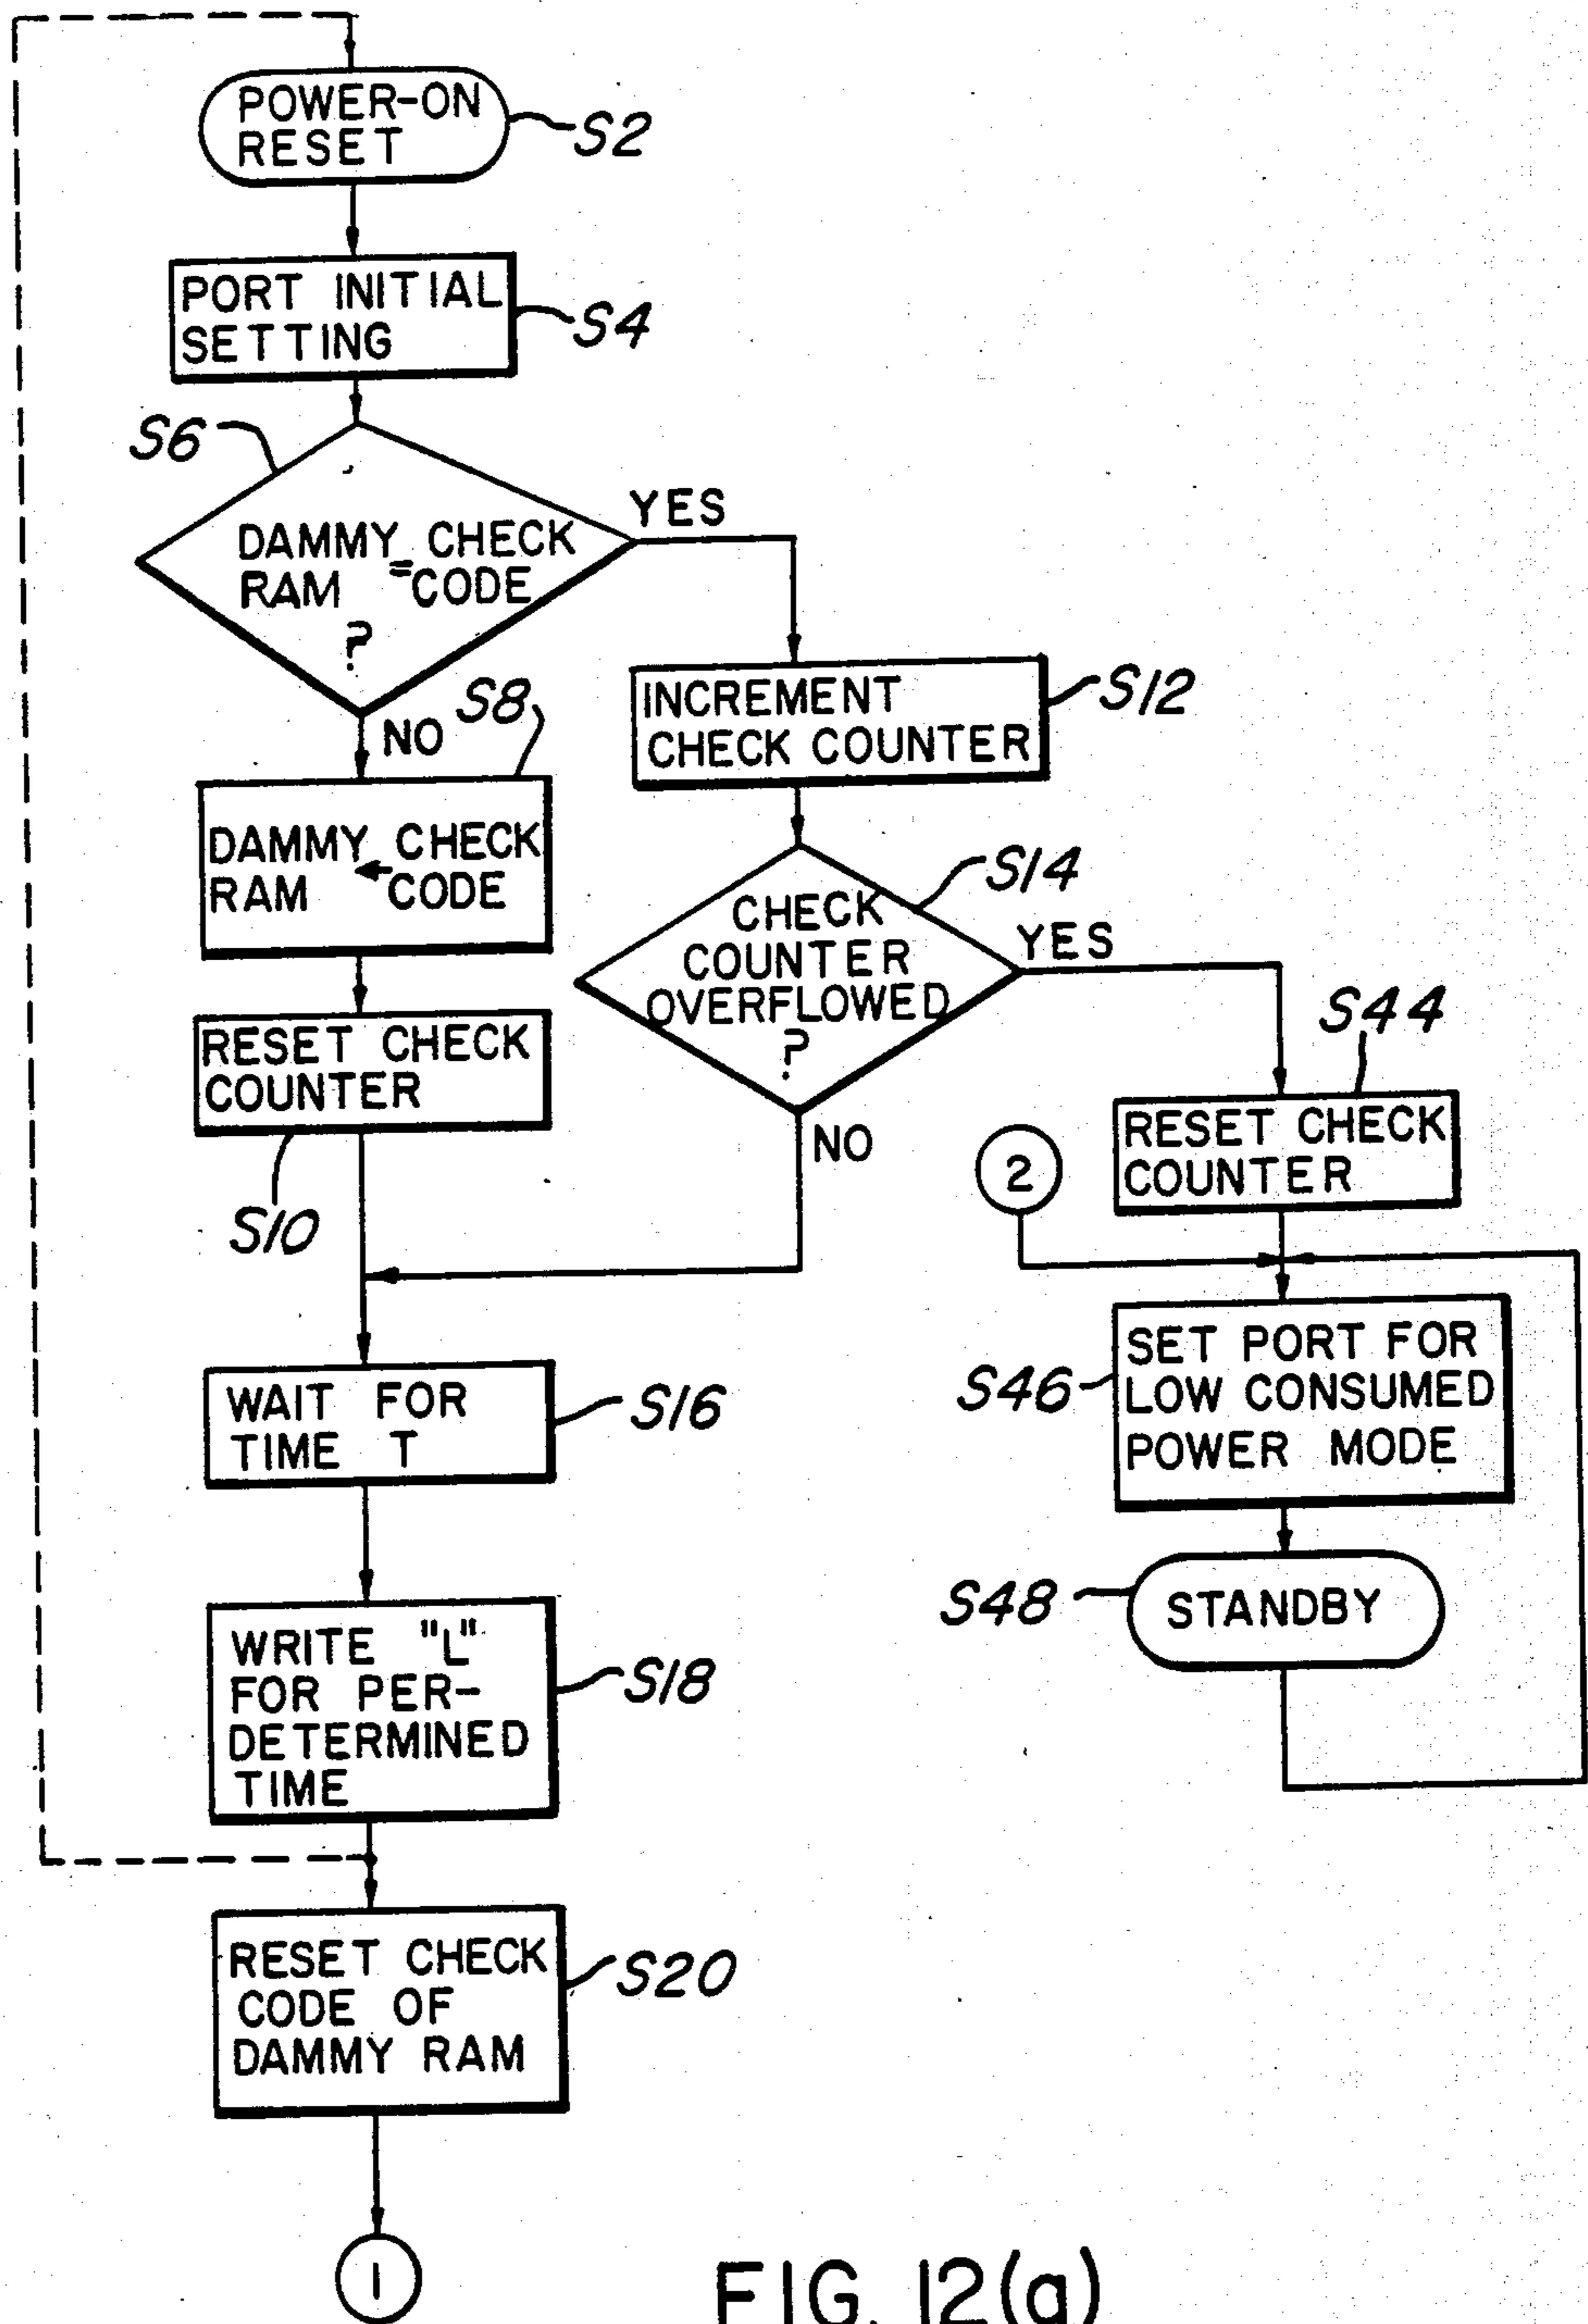 POWER-ON
RESET
S2
PORT INITIAL
SETTING
S4
S6
DAMMY = CHECK
RAM CODE
?
YES
NO
S8
DAMMY ← CHECK
RAM CODE
RESET CHECK
COUNTER
S10
INCREMENT
CHECK COUNTER
S12
CHECK
COUNTER
OVERFLOWED
?
S14
YES
NO
S44
RESET CHECK
COUNTER
2
WAIT FOR
TIME T
S16
SET PORT FOR
LOW CONSUMED
POWER MODE
S46
STANDBY
S48
WRITE "L"
FOR PER-
DETERMINED
TIME
S18
RESET CHECK
CODE OF
DAMMY RAM
S20
1
FIG. 12(a)